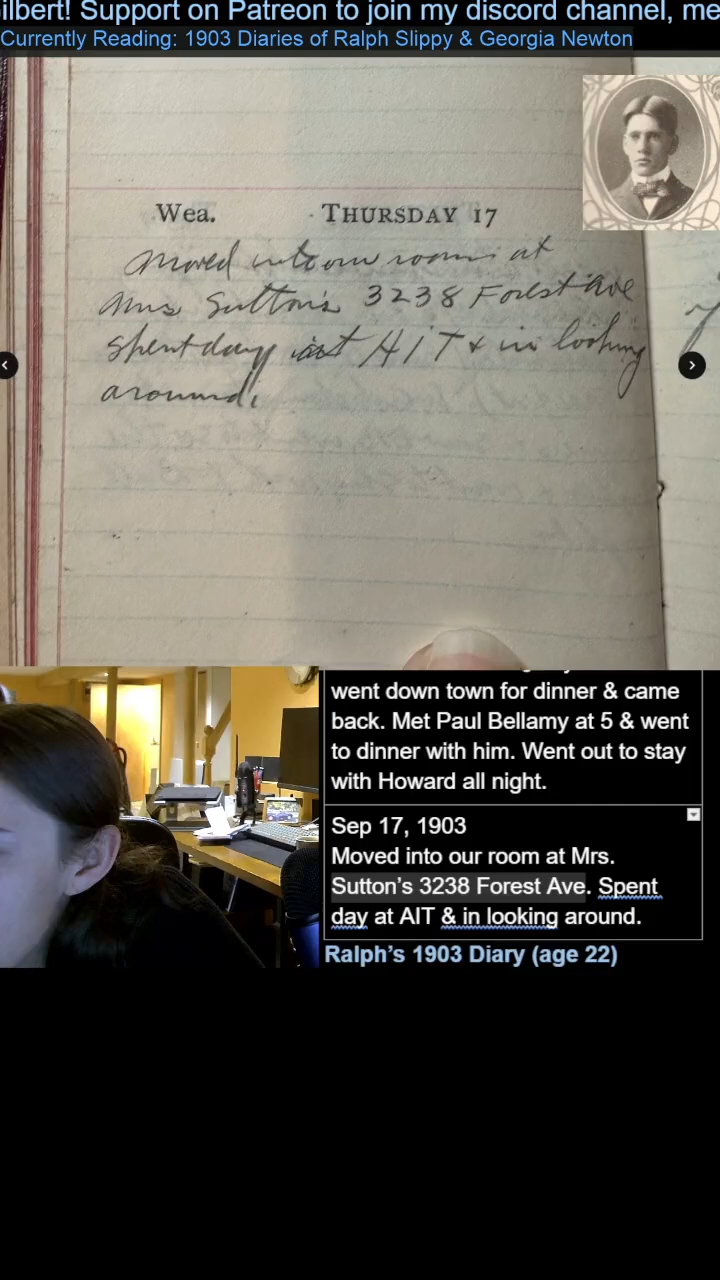 ilbert! Support on Patreon to join my discord channel, me
Currently Reading: 1903 Diaries of Ralph Slippy & Georgia Newton
Wea. THURSDAY 17
Moved into our room at
Mrs. Sutton's 3238 Forest Ave
Spent day at AIT & in looking
around.
went down town for dinner & came
back. Met Paul Bellamy at 5 & went
to dinner with him. Went out to stay
with Howard all night.
Sep 17, 1903
Moved into our room at Mrs.
Sutton's 3238 Forest Ave. Spent
day at AIT & in looking around.
Ralph's 1903 Diary (age 22)